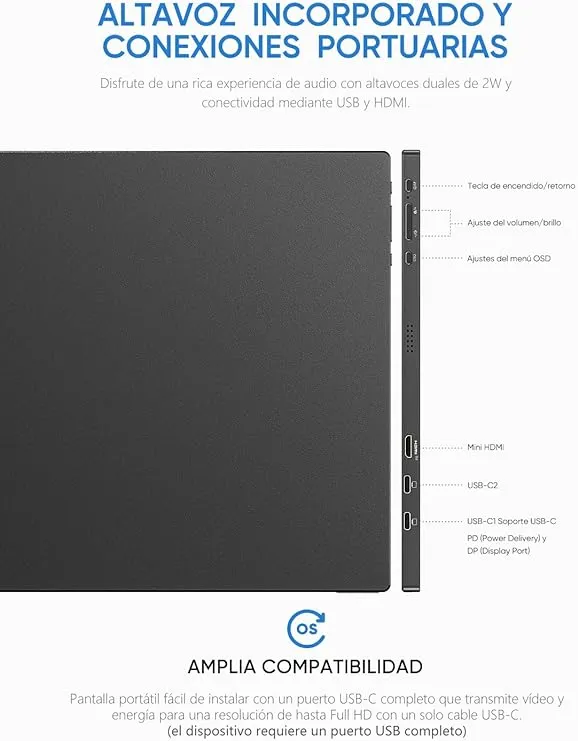 ALTAVOZ INCORPORADO Y
CONEXIONES PORTUARIAS
Disfrute de una rica experiencia de audio con altavoces duales de 2W y
conectividad mediante USB y HDMI.
Tecla de encendido/retorno
Ajuste del volumen/brillo
Ajustes del menú OSD
Mini HDMI
USB-C2
USB-C1 Soporte USB-C
PD (Power Delivery) y
DP (Display Port)
OS
AMPLIA COMPATIBILIDAD
Pantalla portátil fácil de instalar con un puerto USB-C completo que transmite vídeo y
energía para una resolución de hasta Full HD con un solo cable USB-C.
(el dispositivo requiere un puerto USB completo)